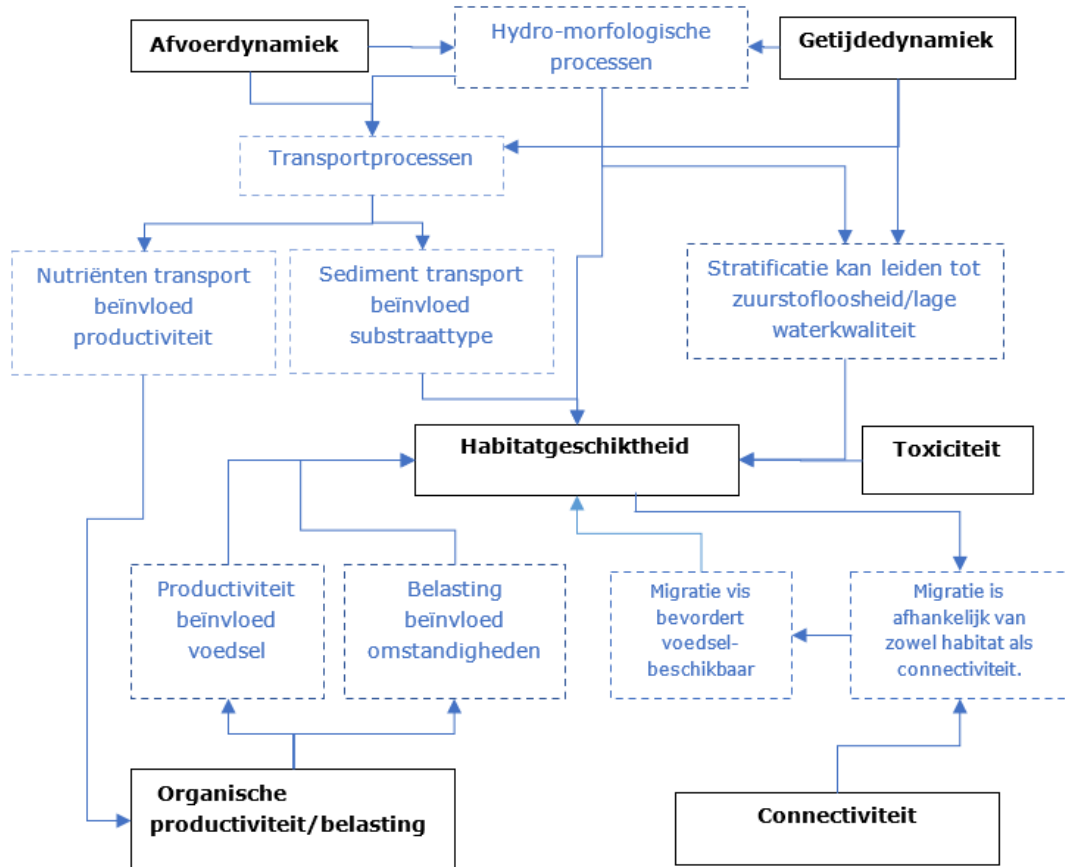 Afvoerdynamiek
Hydro-morfologische
processen
Getijdedynamiek
Transportprocessen
Nutriënten transport
beïnvloed
productiviteit
Sediment transport
beïnvloed
substraattype
Stratificatie kan leiden tot
zuurstofloosheid/lage
waterkwaliteit
Habitatgeschiktheid
Toxiciteit
Productiviteit
beïnvloed
voedsel
Belasting
beïnvloed
omstandigheden
Migratie vis
bevordert
voedsel-
beschikbaar
Migratie is
afhankelijk van
zowel habitat als
connectiviteit.
Organische
productiviteit/belasting
Connectiviteit